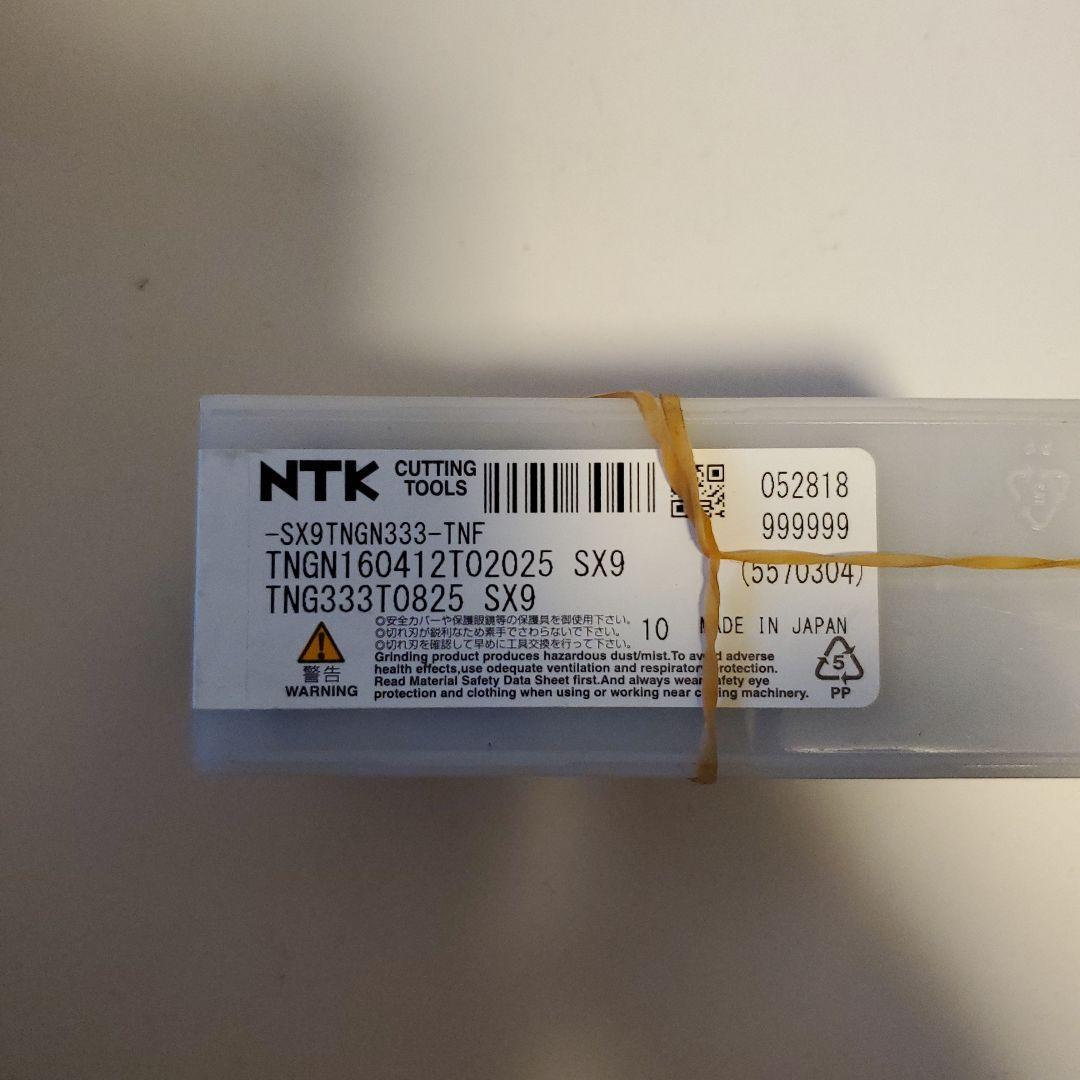 NTK CUTTING TOOLS
052818
999999
-SX9TNGN333-TNF
TNGN160412T02025 SX9
(5570304)
TNG333T0825 SX9
◎安全カバーや保護眼鏡等の保護具を御使用下さい。
◎切れ刃が鋭利なため素手でさわらないで下さい。
◎切れ刃を確認して早めに工具交換を行って下さい。
10
MADE IN JAPAN
Grinding product produces hazardous dust/mist.To avoid adverse
health effects,use odequate ventilation and respiratory protection.
Read Material Safety Data Sheet first.And always wear safety eye
protection and clothing when using or working near cutting machinery.
警告
WARNING
5
PP